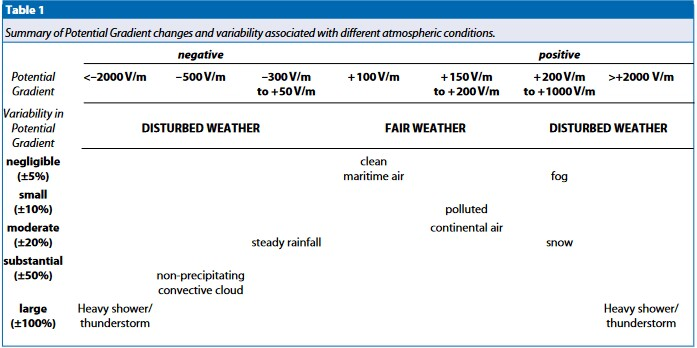 Table 1
Summary of Potential Gradient changes and variability associated with different atmospheric conditions.
negative positive
Potential <–2000 V/m –500 V/m –300 V/m +100 V/m +150 V/m +200 V/m >+2000 V/m
Gradient to +50 V/m to +200 V/m to +1000 V/m
Variability in
Potential DISTURBED WEATHER FAIR WEATHER DISTURBED WEATHER
Gradient
negligible clean
(±5%) maritime air fog
small
(±10%) polluted
moderate continental air
(±20%) steady rainfall snow
substantial
(±50%) non-precipitating
convective cloud
large Heavy shower/ Heavy shower/
(±100%) thunderstorm thunderstorm